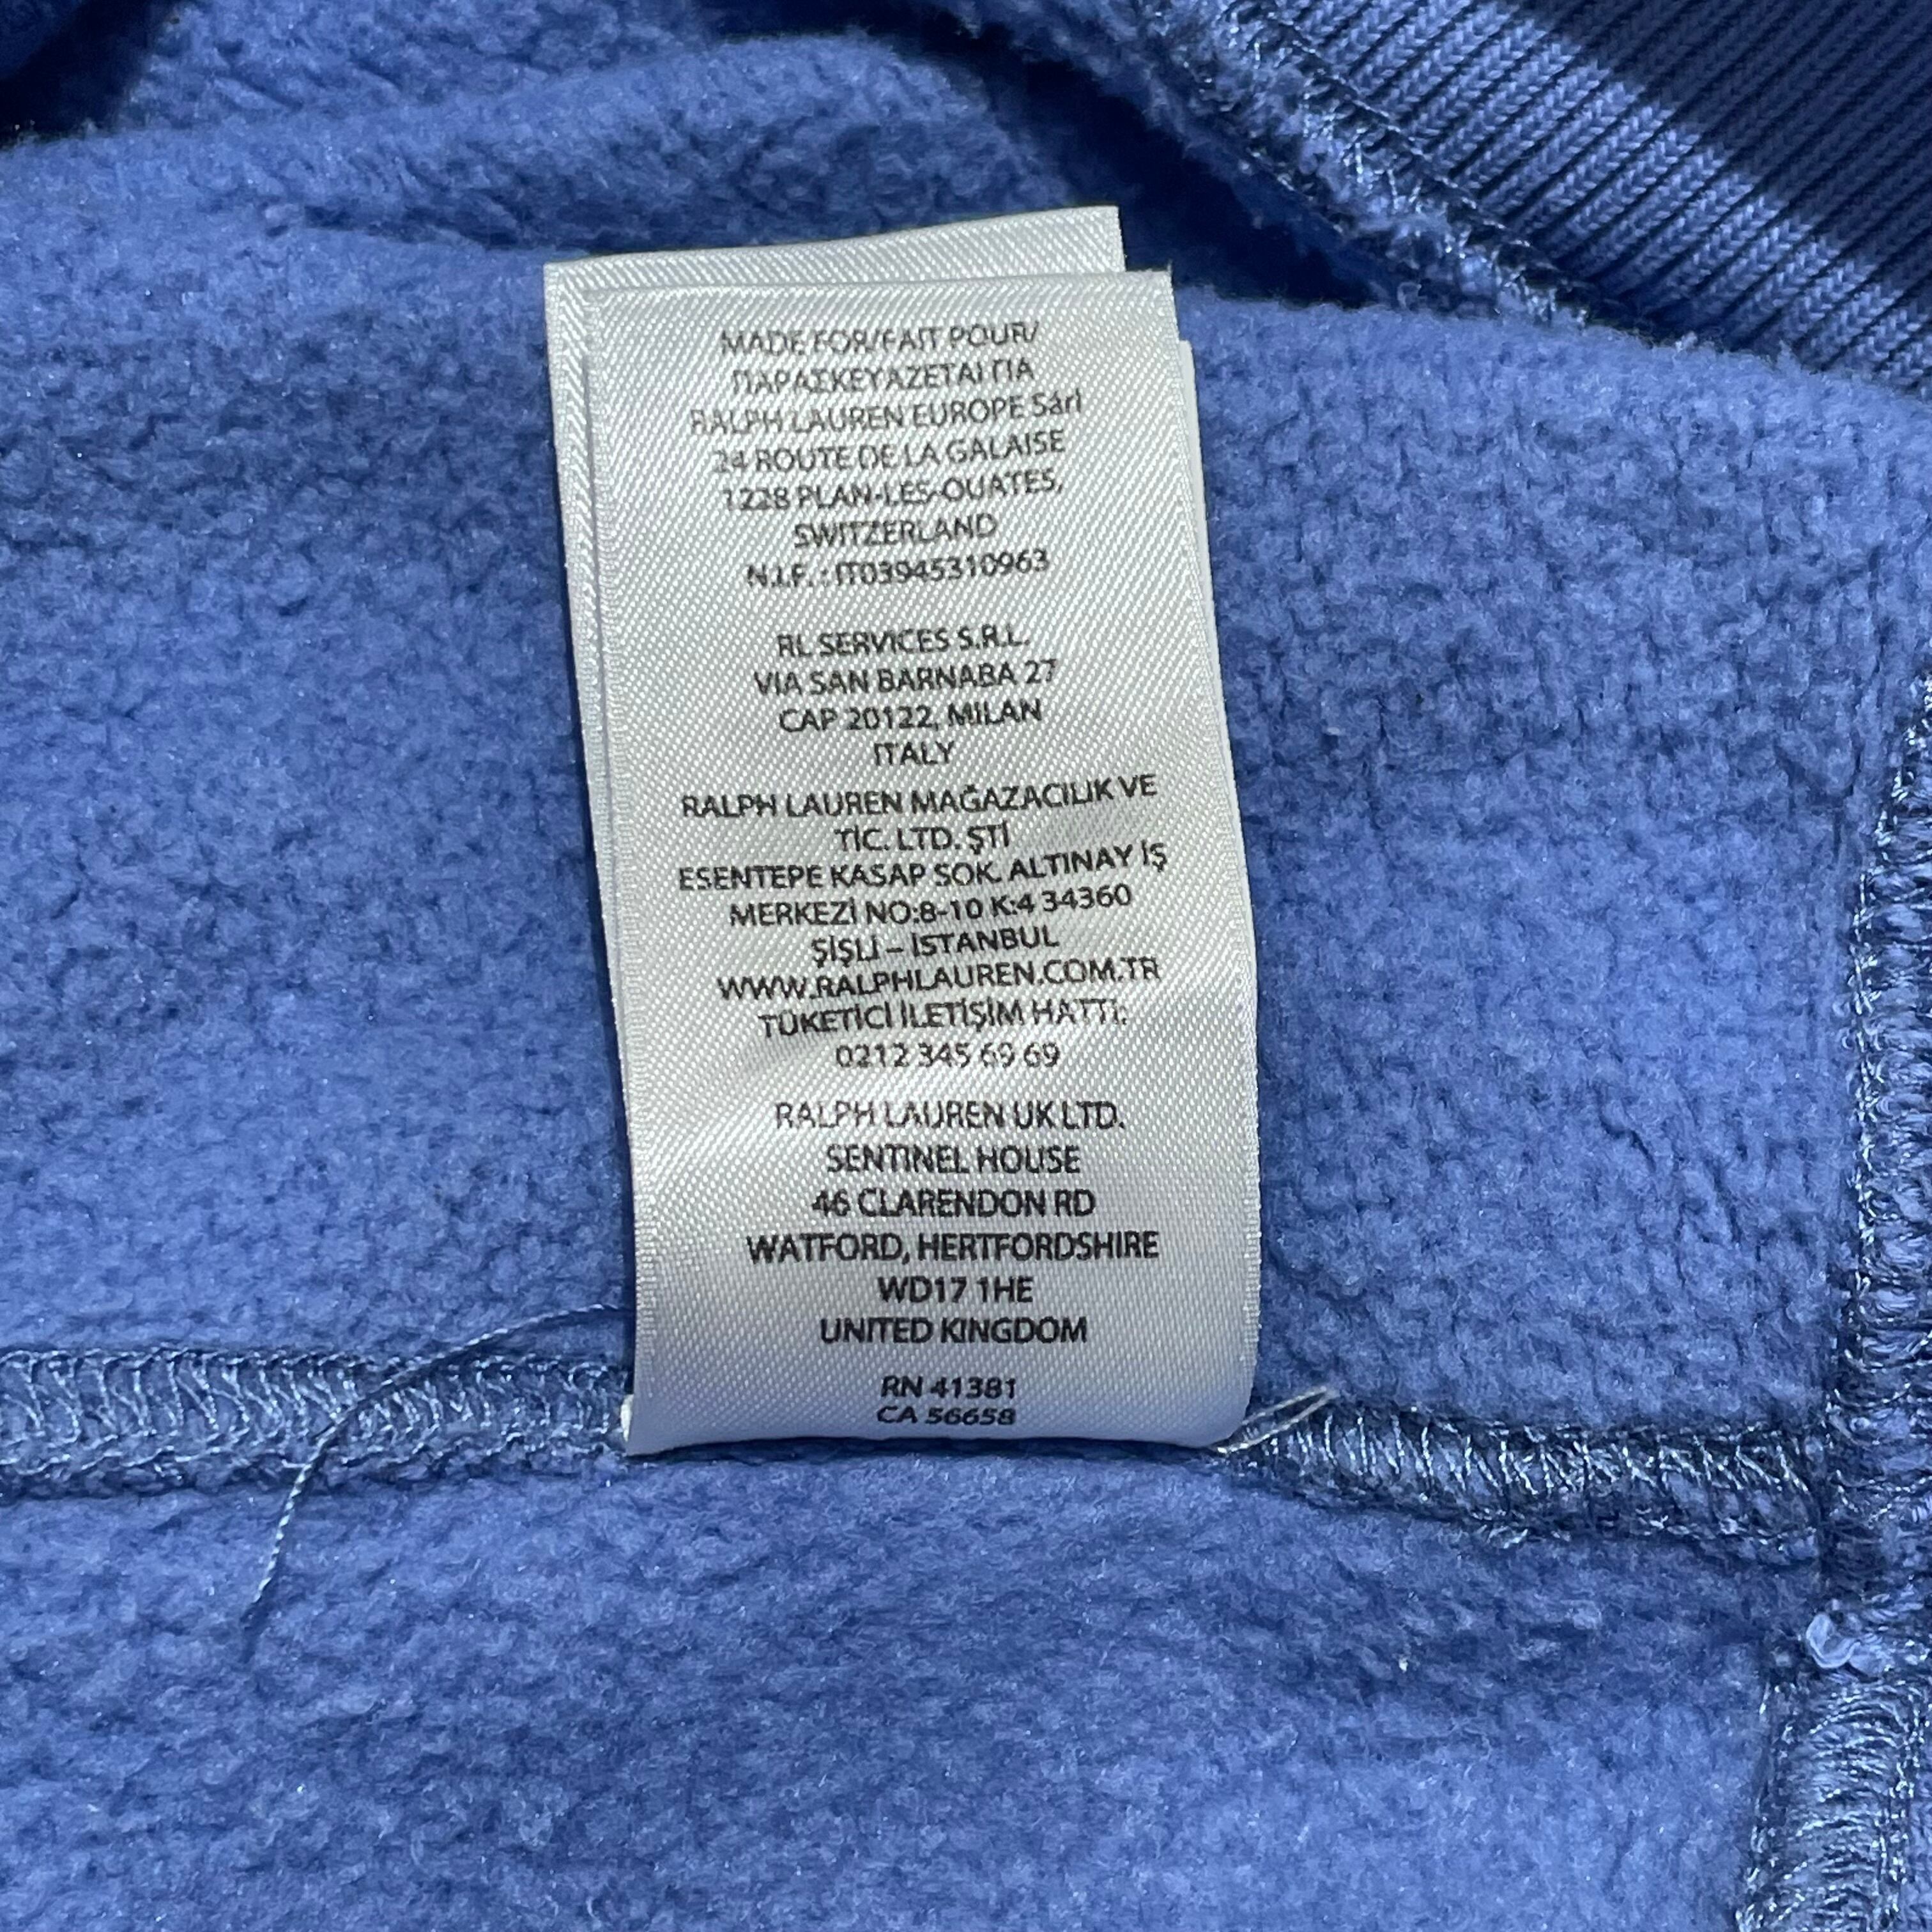 MADE FOR/FAIT POUR/
ΠΑΡΑΣΚΕΥΑΖΕΤΑΙ ΓΙΑ
RALPH LAUREN EUROPE Sàrl
24 ROUTE DE LA GALAISE
1228 PLAN-LES-OUATES,
SWITZERLAND
N.I.F. : IT03945310963
RL SERVICES S.R.L.
VIA SAN BARNABA 27
CAP 20122, MILAN
ITALY
RALPH LAUREN MAĞAZACILIK VE
TİC. LTD. ŞTİ
ESENTEPE KASAP SOK. ALTINAY İŞ
MERKEZİ NO:8-10 K:4 34360
ŞİŞLİ – İSTANBUL
WWW.RALPHLAUREN.COM.TR
TÜKETİCİ İLETİŞİM HATTI:
0212 345 69 69
RALPH LAUREN UK LTD.
SENTINEL HOUSE
46 CLARENDON RD
WATFORD, HERTFORDSHIRE
WD17 1HE
UNITED KINGDOM
RN 41381
CA 56658